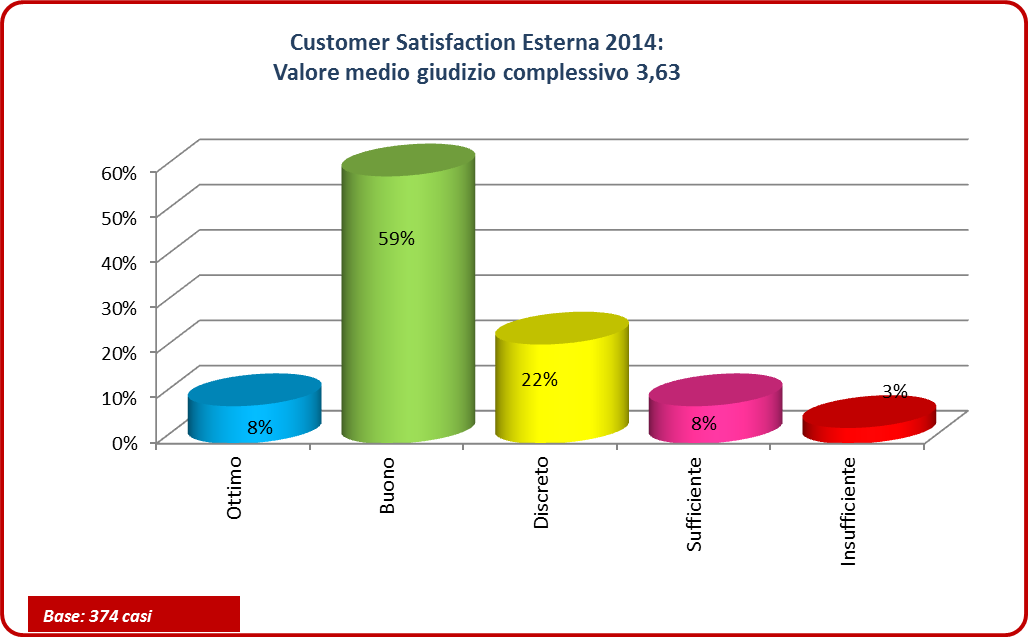 Customer Satisfaction Esterna 2014:
Valore medio giudizio complessivo 3,63
60%
50%
40%
30%
20%
10%
0%
8%
59%
22%
8%
3%
Ottimo
Buono
Discreto
Sufficiente
Insufficiente
Base: 374 casi